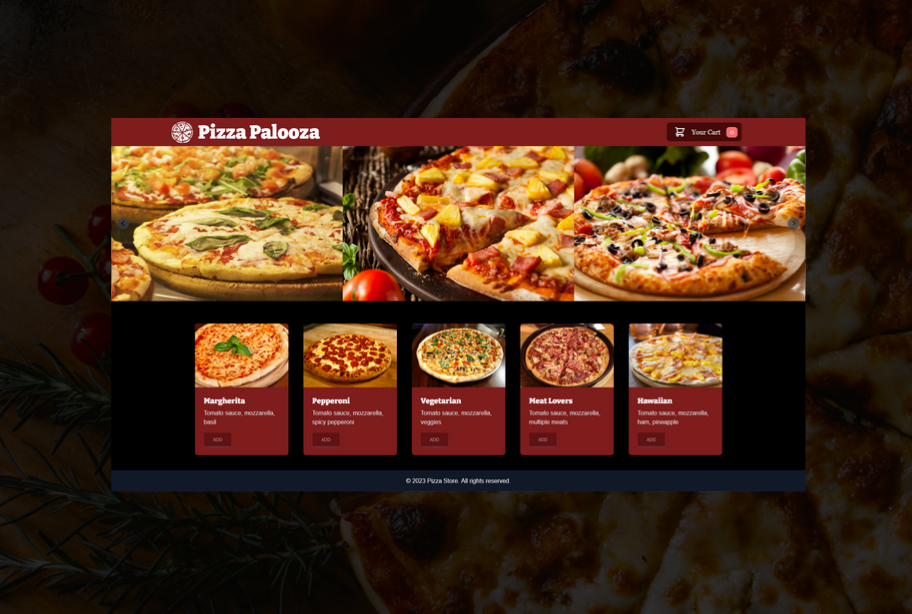 Pizza Palooza
Your Cart
0
Margherita
Tomato sauce, mozzarella,
basil
ADD
Pepperoni
Tomato sauce, mozzarella,
spicy pepperoni
ADD
Vegetarian
Tomato sauce, mozzarella,
veggies
ADD
Meat Lovers
Tomato sauce, mozzarella,
multiple meats
ADD
Hawaiian
Tomato sauce, mozzarella,
ham, pineapple
ADD
© 2023 Pizza Store. All rights reserved.